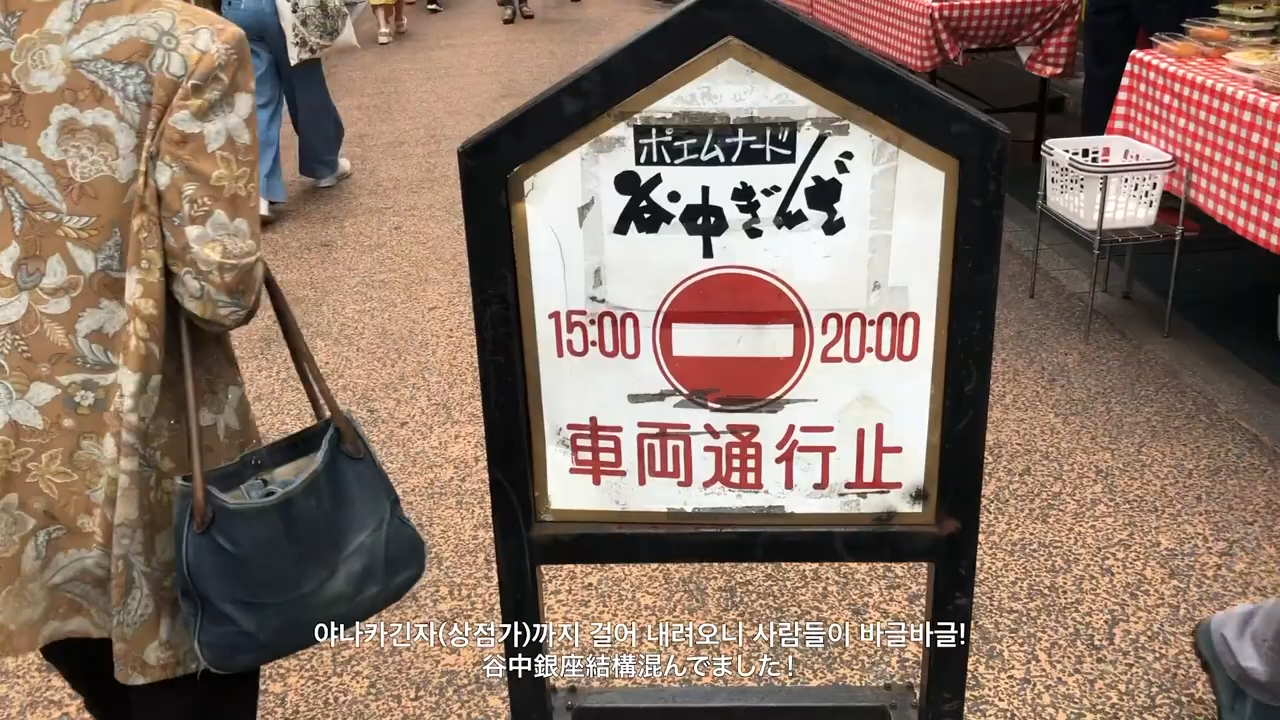 ポエムナード
谷中ぎんざ
15:00 20:00
車両通行止
야나카긴자(상점가)까지 걸어 내려오니 사람들이 바글바글!
谷中銀座結構混んでました！